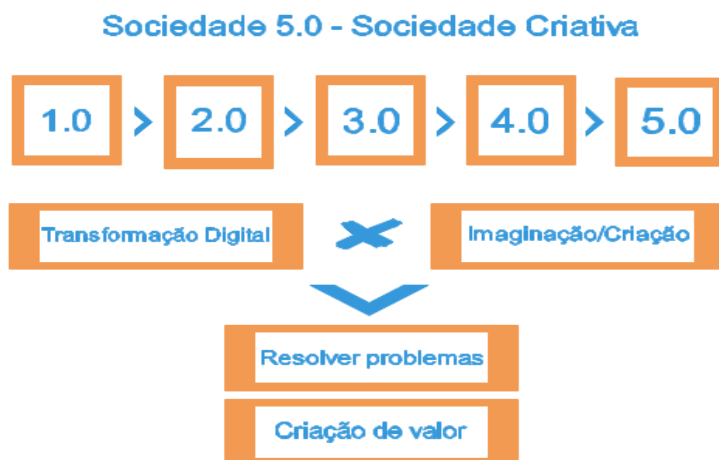 Sociedade 5.0 - Sociedade Criativa
1.0 > 2.0 > 3.0 > 4.0 > 5.0
Transformação Digital × Imaginação/Criação
Resolver problemas
Criação de valor